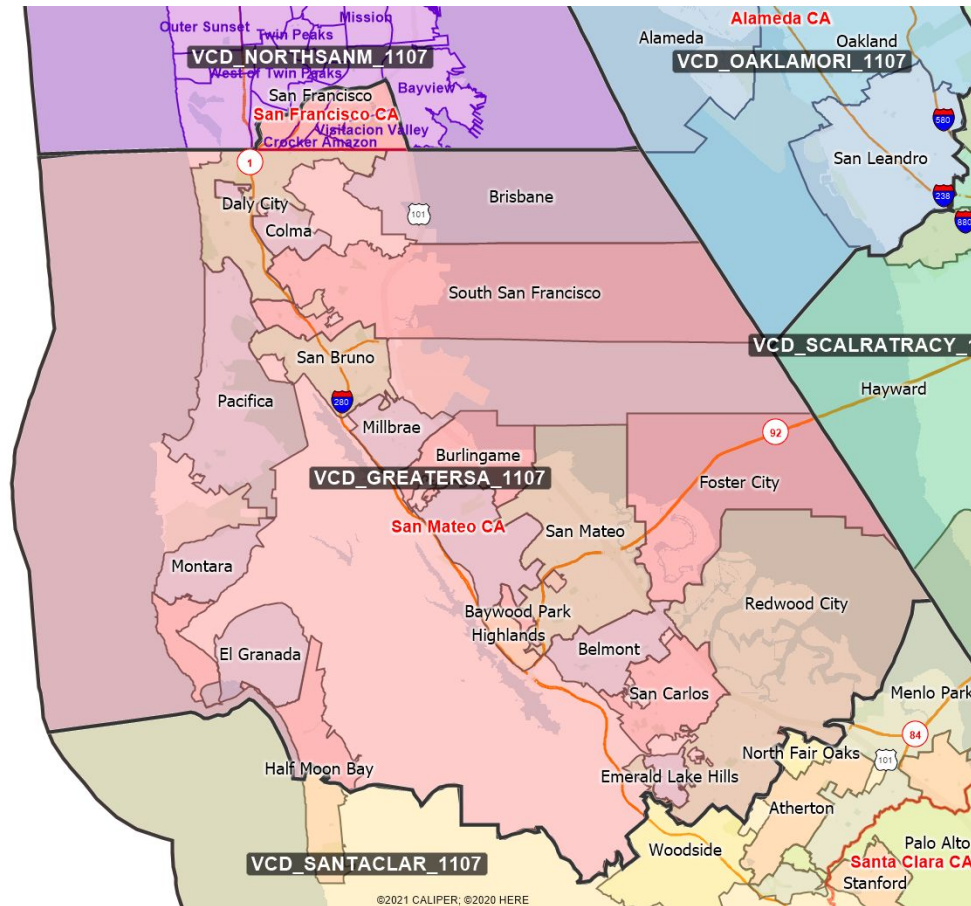 Mission
Alameda CA
Outer Sunset
Twin Peaks
Alameda
Oakland
VCD_NORTHSANM_1107
VCD_OAKLAMORI_1107
West of Twin Peaks
San Francisco
Bayview
San Francisco CA
580
Visitacion Valley
Crocker Amazon
San Leandro
1
238
Daly City
Brisbane
101
880
Colma
South San Francisco
VCD_SCALRATRACY_1
San Bruno
Hayward
280
Pacifica
Millbrae
92
Burlingame
VCD_GREATERSA_1107
Foster City
San Mateo CA
San Mateo
Montara
Redwood City
Baywood Park
Highlands
Belmont
El Granada
San Carlos
Menlo Park
84
North Fair Oaks
101
Half Moon Bay
Emerald Lake Hills
Atherton
Woodside
Palo Alto
VCD_SANTACLAR_1107
Santa Clara CA
Stanford
©2021 CALIPER; ©2020 HERE